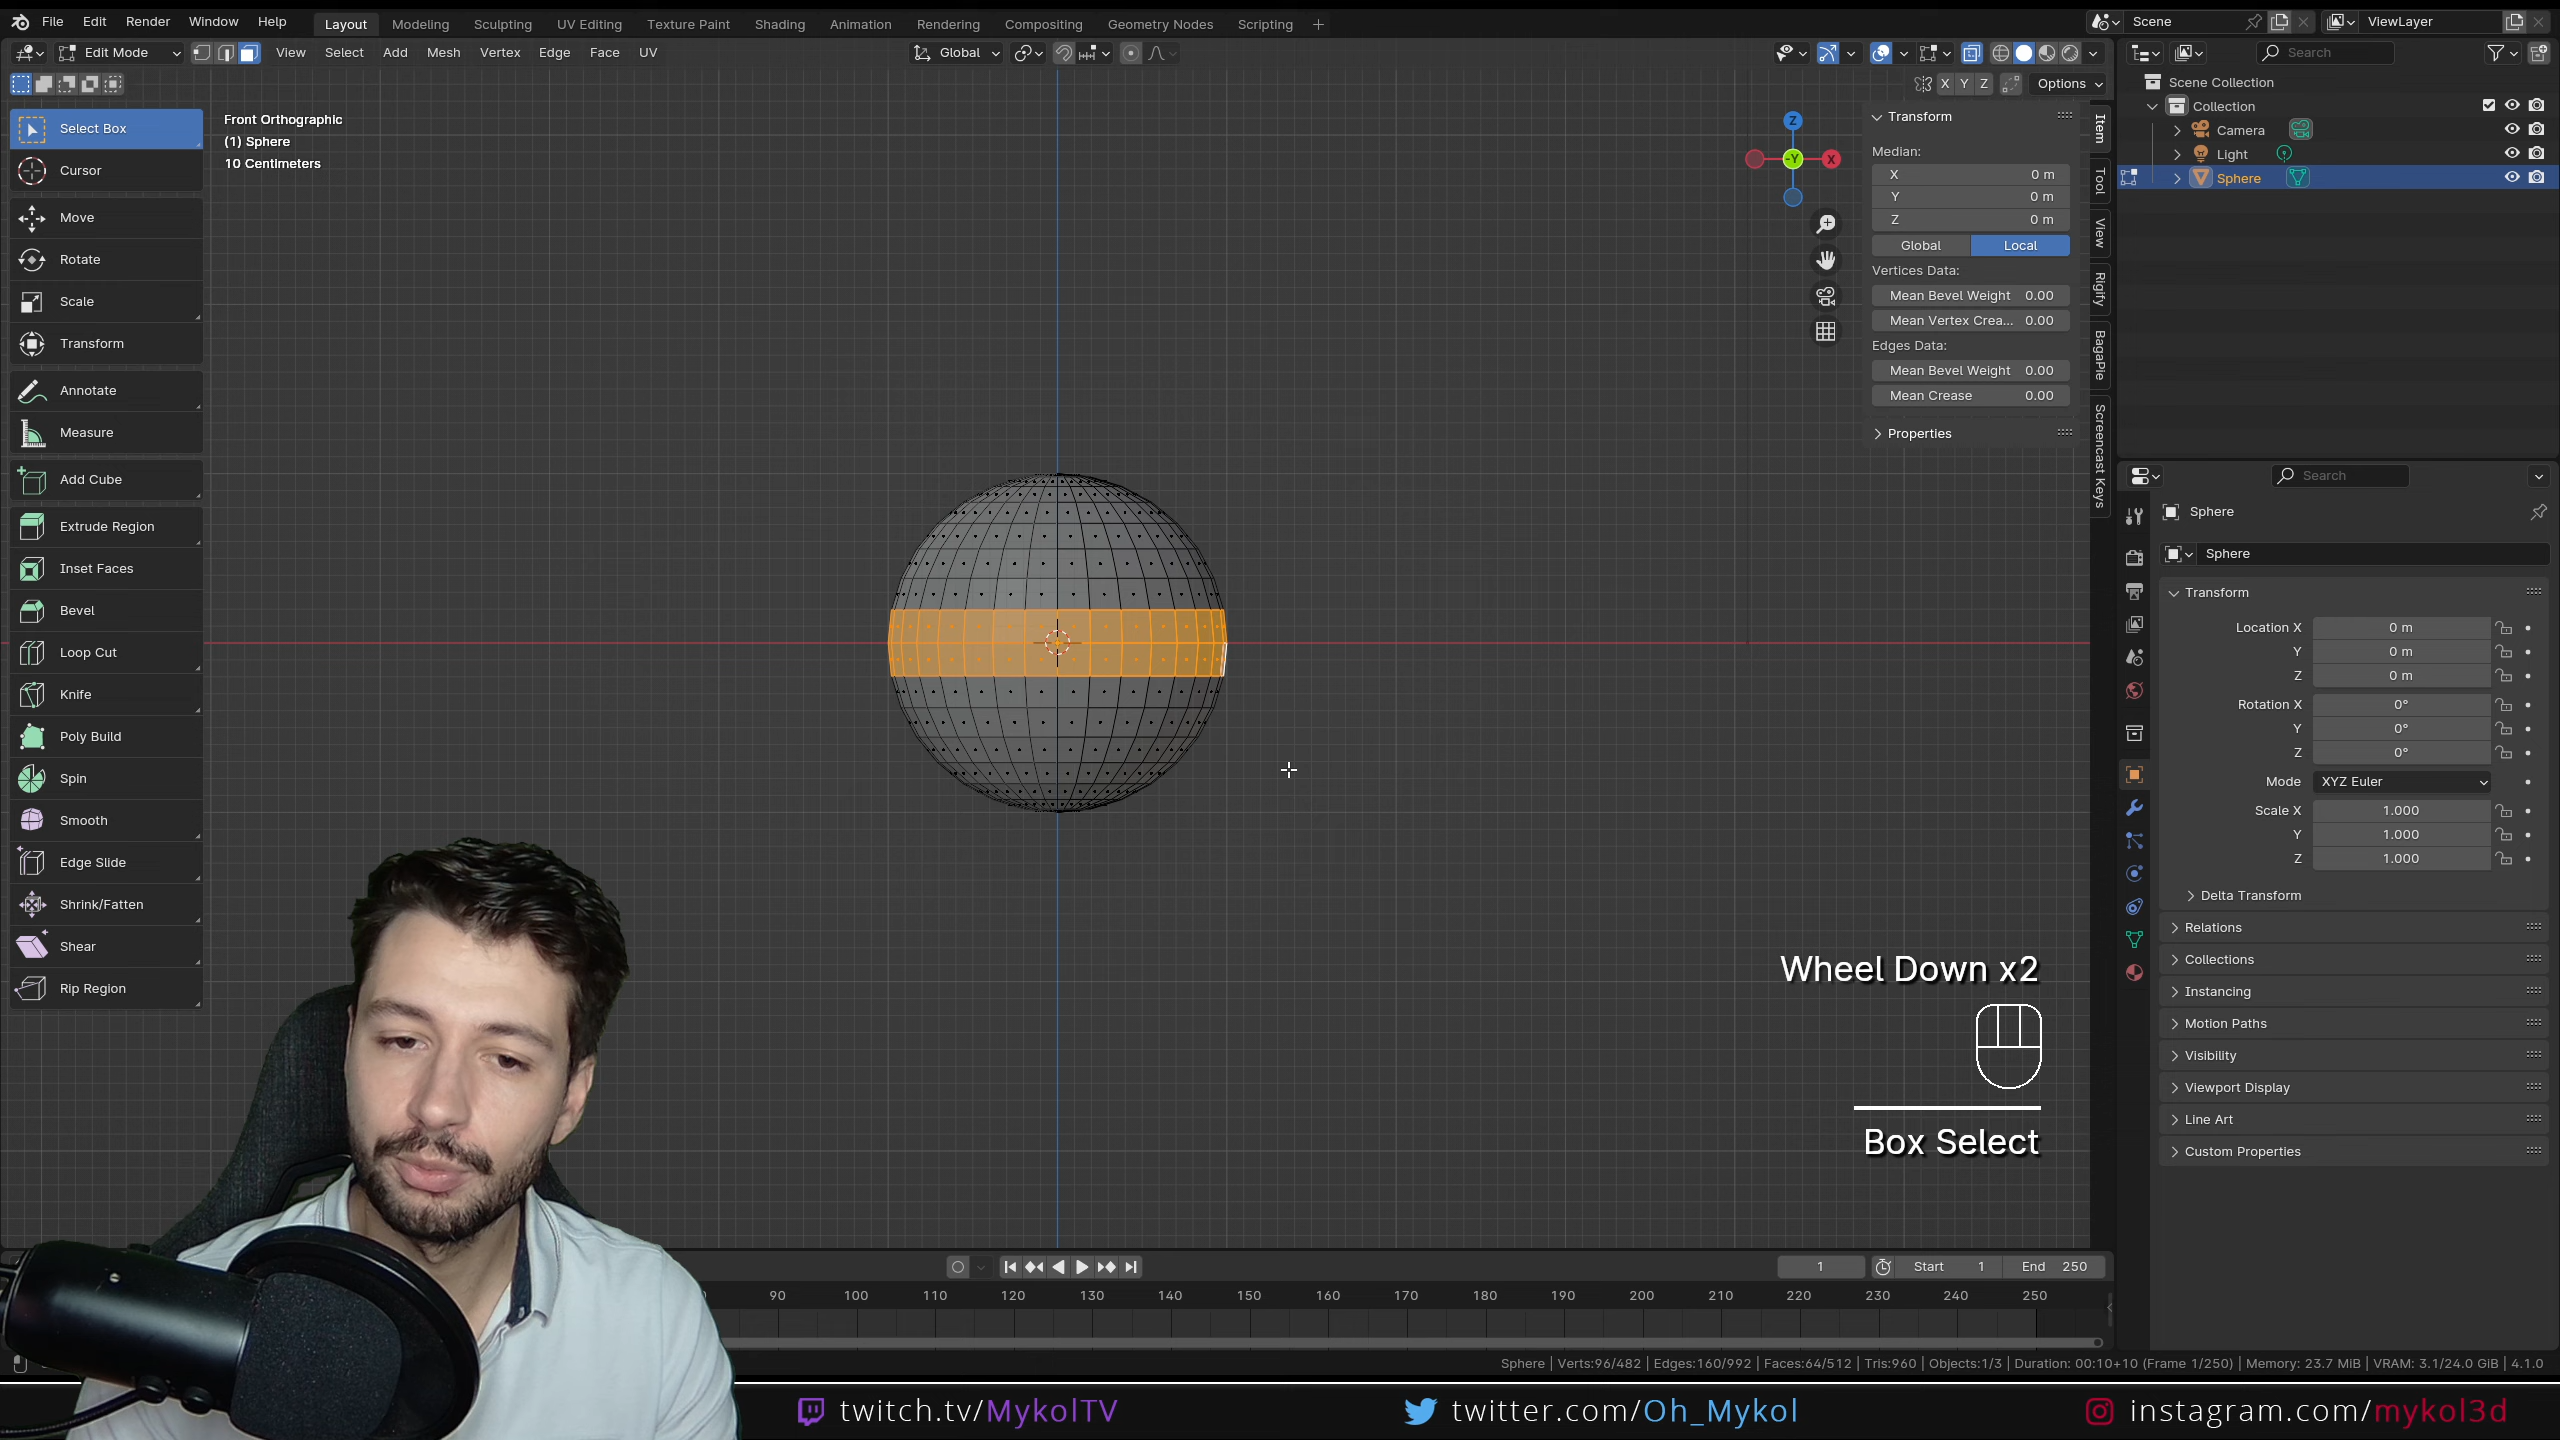 File Edit Render Window Help Layout Modeling Sculpting UV Editing Texture Paint Shading Animation Rendering Compositing Geometry Nodes Scripting + Scene ViewLayer
Edit Mode View Select Add Mesh Vertex Edge Face UV Global Search
X Y Z Options
Select Box
Cursor
Move
Rotate
Scale
Transform
Annotate
Measure
Add Cube
Extrude Region
Inset Faces
Bevel
Loop Cut
Knife
Poly Build
Spin
Smooth
Edge Slide
Shrink/Fatten
Shear
Rip Region
Front Orthographic
(1) Sphere
10 Centimeters
Z
-Y X
Transform
Median:
X 0 m
Y 0 m
Z 0 m
Global Local
Vertices Data:
Mean Bevel Weight 0.00
Mean Vertex Crea... 0.00
Edges Data:
Mean Bevel Weight 0.00
Mean Crease 0.00
Properties
Item
Tool
View
Rigify
BagaPie
Screencast Keys
Scene Collection
Collection
Camera
Light
Sphere
Search
Sphere
Sphere
Transform
Location X 0 m
Y 0 m
Z 0 m
Rotation X 0°
Y 0°
Z 0°
Mode XYZ Euler
Scale X 1.000
Y 1.000
Z 1.000
Delta Transform
Relations
Collections
Instancing
Motion Paths
Visibility
Viewport Display
Line Art
Custom Properties
Wheel Down x2
Box Select
1 Start 1 End 250
90 100 110 120 130 140 150 160 170 180 190 200 210 220 230 240 250
Sphere | Verts:96/482 | Edges:160/992 | Faces:64/512 | Tris:960 | Objects:1/3 | Duration: 00:10+10 (Frame 1/250) | Memory: 23.7 MiB | VRAM: 3.1/24.0 GiB | 4.1.0
twitch.tv/MykolTV twitter.com/Oh_Mykol instagram.com/mykol3d